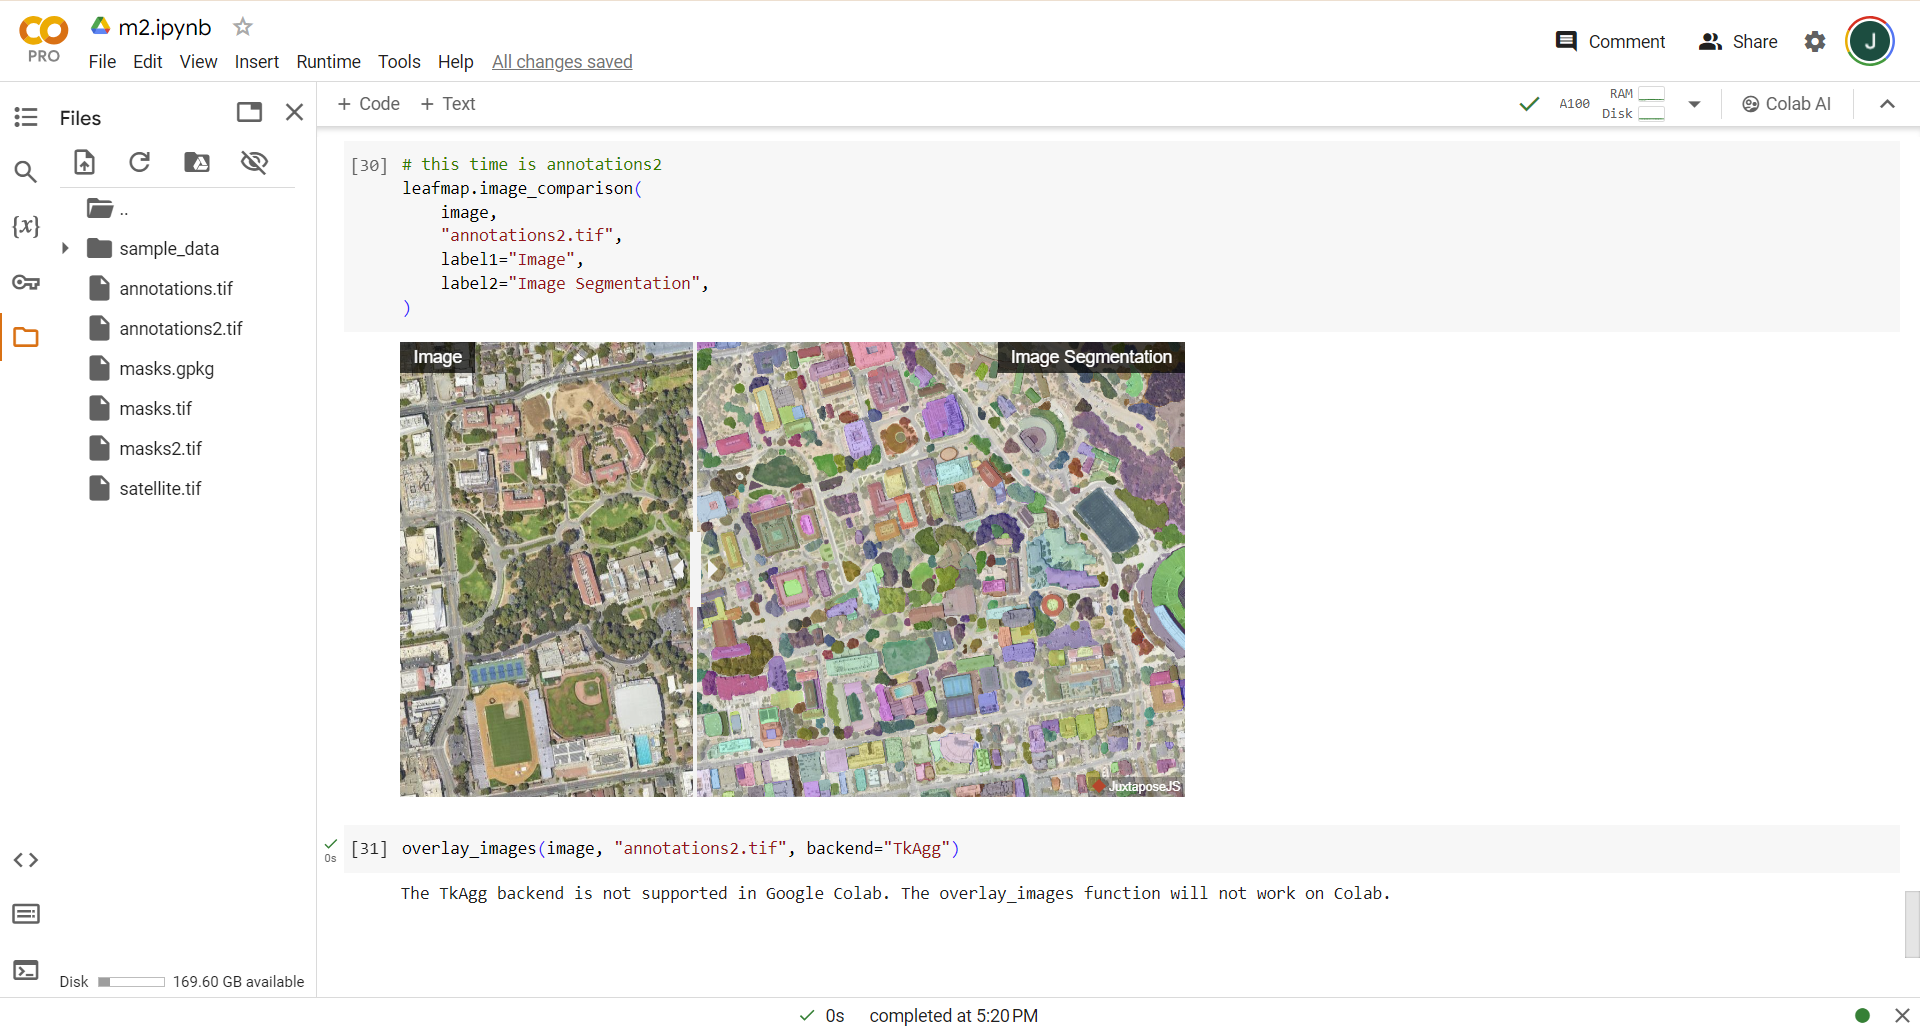 m2.ipynb
PRO
File Edit View Insert Runtime Tools Help All changes saved
Comment
Share
J
Files
+ Code + Text
A100
RAM
Disk
Colab AI
{x}
..
sample_data
annotations.tif
annotations2.tif
masks.gpkg
masks.tif
masks2.tif
satellite.tif
Disk 169.60 GB available
[30] # this time is annotations2
leafmap.image_comparison(
image,
"annotations2.tif",
label1="Image",
label2="Image Segmentation",
)
Image
Image Segmentation
JuxtaposeJS
0s
[31] overlay_images(image, "annotations2.tif", backend="TkAgg")
The TkAgg backend is not supported in Google Colab. The overlay_images function will not work on Colab.
0s completed at 5:20 PM